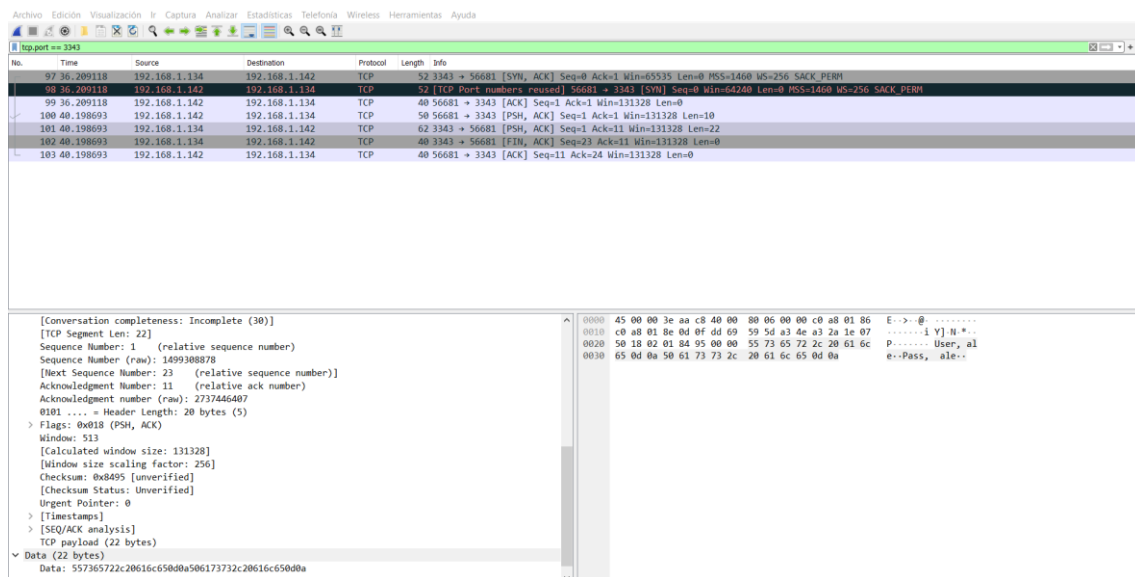 Archivo Edición Visualización Ir Captura Analizar Estadísticas Telefonía Wireless Herramientas Ayuda
tcp.port == 3343
No. Time Source Destination Protocol Length Info
97 36.209118 192.168.1.134 192.168.1.142 TCP 52 3343 → 56681 [SYN, ACK] Seq=0 Ack=1 Win=65535 Len=0 MSS=1460 WS=256 SACK_PERM
98 36.209118 192.168.1.142 192.168.1.134 TCP 52 [TCP Port numbers reused] 56681 → 3343 [SYN] Seq=0 Win=64240 Len=0 MSS=1460 WS=256 SACK_PERM
99 36.209118 192.168.1.142 192.168.1.134 TCP 40 56681 → 3343 [ACK] Seq=1 Ack=1 Win=131328 Len=0
100 40.198693 192.168.1.142 192.168.1.134 TCP 50 56681 → 3343 [PSH, ACK] Seq=1 Ack=1 Win=131328 Len=10
101 40.198693 192.168.1.134 192.168.1.142 TCP 62 3343 → 56681 [PSH, ACK] Seq=1 Ack=11 Win=131328 Len=22
102 40.198693 192.168.1.134 192.168.1.142 TCP 40 3343 → 56681 [FIN, ACK] Seq=23 Ack=11 Win=131328 Len=0
103 40.198693 192.168.1.142 192.168.1.134 TCP 40 56681 → 3343 [ACK] Seq=11 Ack=24 Win=131328 Len=0
[Conversation completeness: Incomplete (30)]
[TCP Segment Len: 22]
Sequence Number: 1 (relative sequence number)
Sequence Number (raw): 1499308878
[Next Sequence Number: 23 (relative sequence number)]
Acknowledgment Number: 11 (relative ack number)
Acknowledgment number (raw): 2737446407
0101 .... = Header Length: 20 bytes (5)
> Flags: 0x018 (PSH, ACK)
Window: 513
[Calculated window size: 131328]
[Window size scaling factor: 256]
Checksum: 0x8495 [unverified]
[Checksum Status: Unverified]
Urgent Pointer: 0
> [Timestamps]
> [SEQ/ACK analysis]
TCP payload (22 bytes)
Data (22 bytes)
Data: 557365722c20616c650d0a506173732c20616c650d0a
0000 45 00 00 3e aa c8 40 00 80 06 00 00 c0 a8 01 86 E··>··@· ········
0010 c0 a8 01 8e 0d 0f dd 69 59 5d a3 4e a3 2a 1e 07 ·······i Y]·N·*··
0020 50 18 02 01 84 95 00 00 55 73 65 72 2c 20 61 6c P······· User, al
0030 65 0d 0a 50 61 73 73 2c 20 61 6c 65 0d 0a e··Pass, ale··